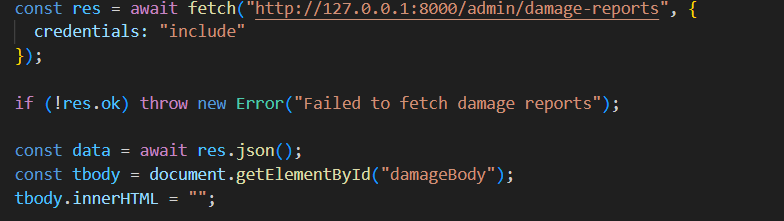 const res = await fetch("http://127.0.0.1:8000/admin/damage-reports", {
  credentials: "include"
});
if (!res.ok) throw new Error("Failed to fetch damage reports");
const data = await res.json();
const tbody = document.getElementById("damageBody");
tbody.innerHTML = "";